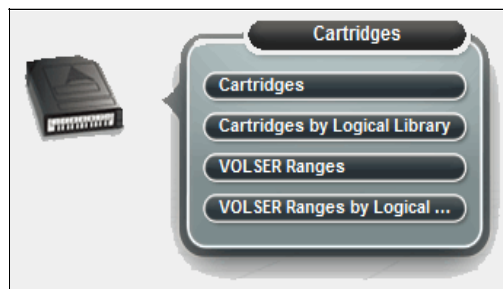 Cartridges
Cartridges
Cartridges by Logical Library
VOLSER Ranges
VOLSER Ranges by Logical ...